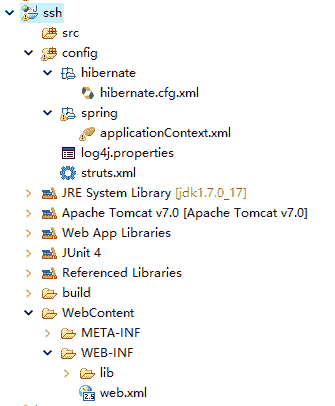 ssh
src
config
hibernate
hibernate.cfg.xml
spring
applicationContext.xml
log4j.properties
struts.xml
JRE System Library [jdk1.7.0_17]
Apache Tomcat v7.0 [Apache Tomcat v7.0]
Web App Libraries
JUnit 4
Referenced Libraries
build
WebContent
META-INF
WEB-INF
lib
web.xml